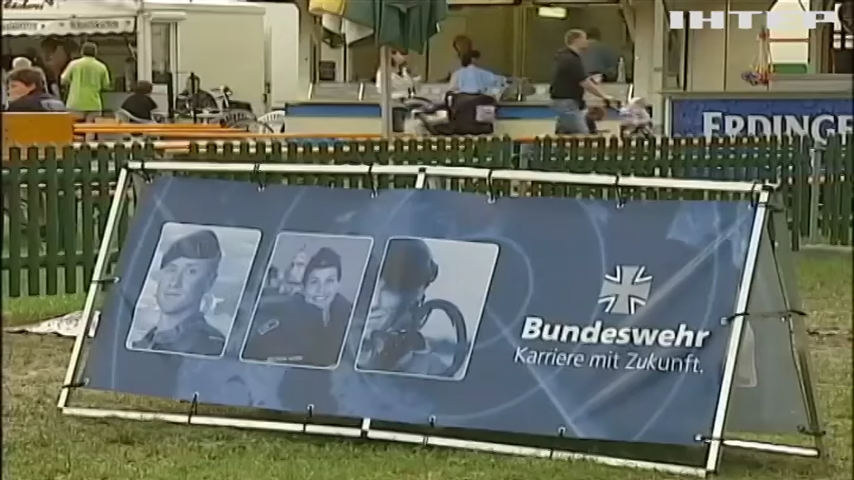 ІНТЕР
ERDINGE
Bundeswehr
Karriere mit Zukunft.